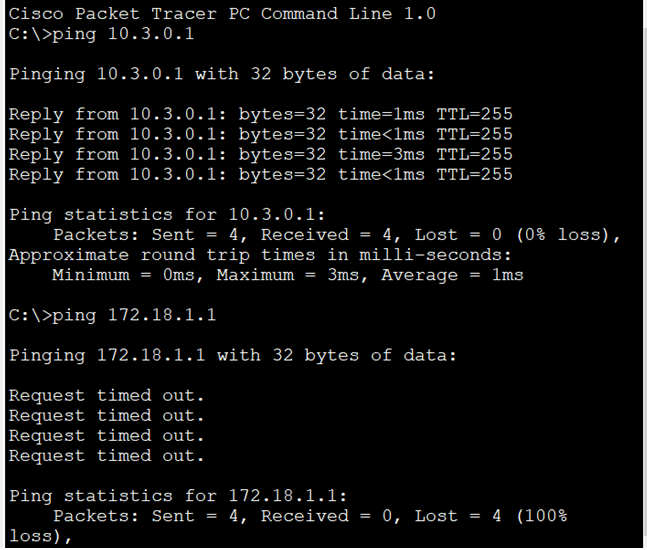 Cisco Packet Tracer PC Command Line 1.0
C:\>ping 10.3.0.1
Pinging 10.3.0.1 with 32 bytes of data:
Reply from 10.3.0.1: bytes=32 time=1ms TTL=255
Reply from 10.3.0.1: bytes=32 time<1ms TTL=255
Reply from 10.3.0.1: bytes=32 time=3ms TTL=255
Reply from 10.3.0.1: bytes=32 time<1ms TTL=255
Ping statistics for 10.3.0.1:
Packets: Sent = 4, Received = 4, Lost = 0 (0% loss),
Approximate round trip times in milli-seconds:
Minimum = 0ms, Maximum = 3ms, Average = 1ms
C:\>ping 172.18.1.1
Pinging 172.18.1.1 with 32 bytes of data:
Request timed out.
Request timed out.
Request timed out.
Request timed out.
Ping statistics for 172.18.1.1:
Packets: Sent = 4, Received = 0, Lost = 4 (100%
loss),